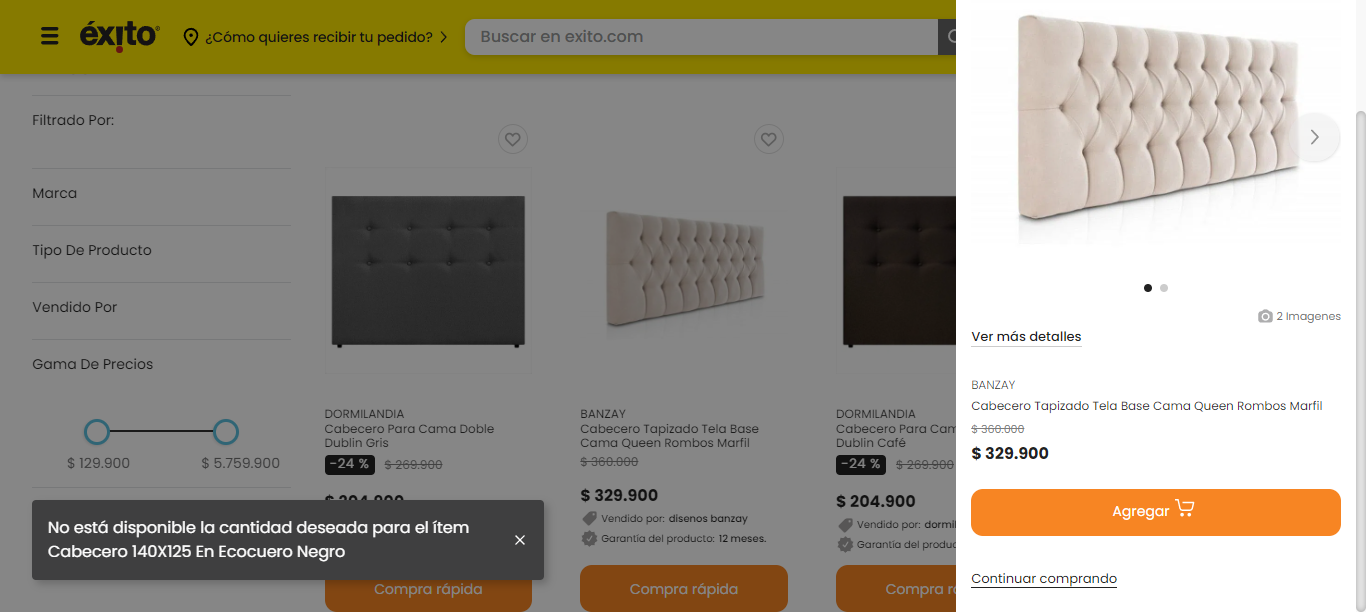 éxito
¿Cómo quieres recibir tu pedido?
Buscar en exito.com
Filtrado Por:
Marca
Tipo De Producto
Vendido Por
Gama De Precios
$ 129.900
$ 5.759.900
DORMILANDIA
Cabecero Para Cama Doble
Dublin Gris
-24 % $ 269.900
$ 204.900
Compra rápida
BANZAY
Cabecero Tapizado Tela Base
Cama Queen Rombos Marfil
$ 360.000
$ 329.900
Vendido por: disenos banzay
Garantía del producto: 12 meses.
Compra rápida
DORMILANDIA
Cabecero Para Cam
Dublin Café
-24 % $ 269.900
$ 204.900
Vendido por: dormil
Garantía del produc
Compra r
No está disponible la cantidad deseada para el ítem
Cabecero 140X125 En Ecocuero Negro
2 Imagenes
Ver más detalles
BANZAY
Cabecero Tapizado Tela Base Cama Queen Rombos Marfil
$ 360.000
$ 329.900
Agregar
Continuar comprando